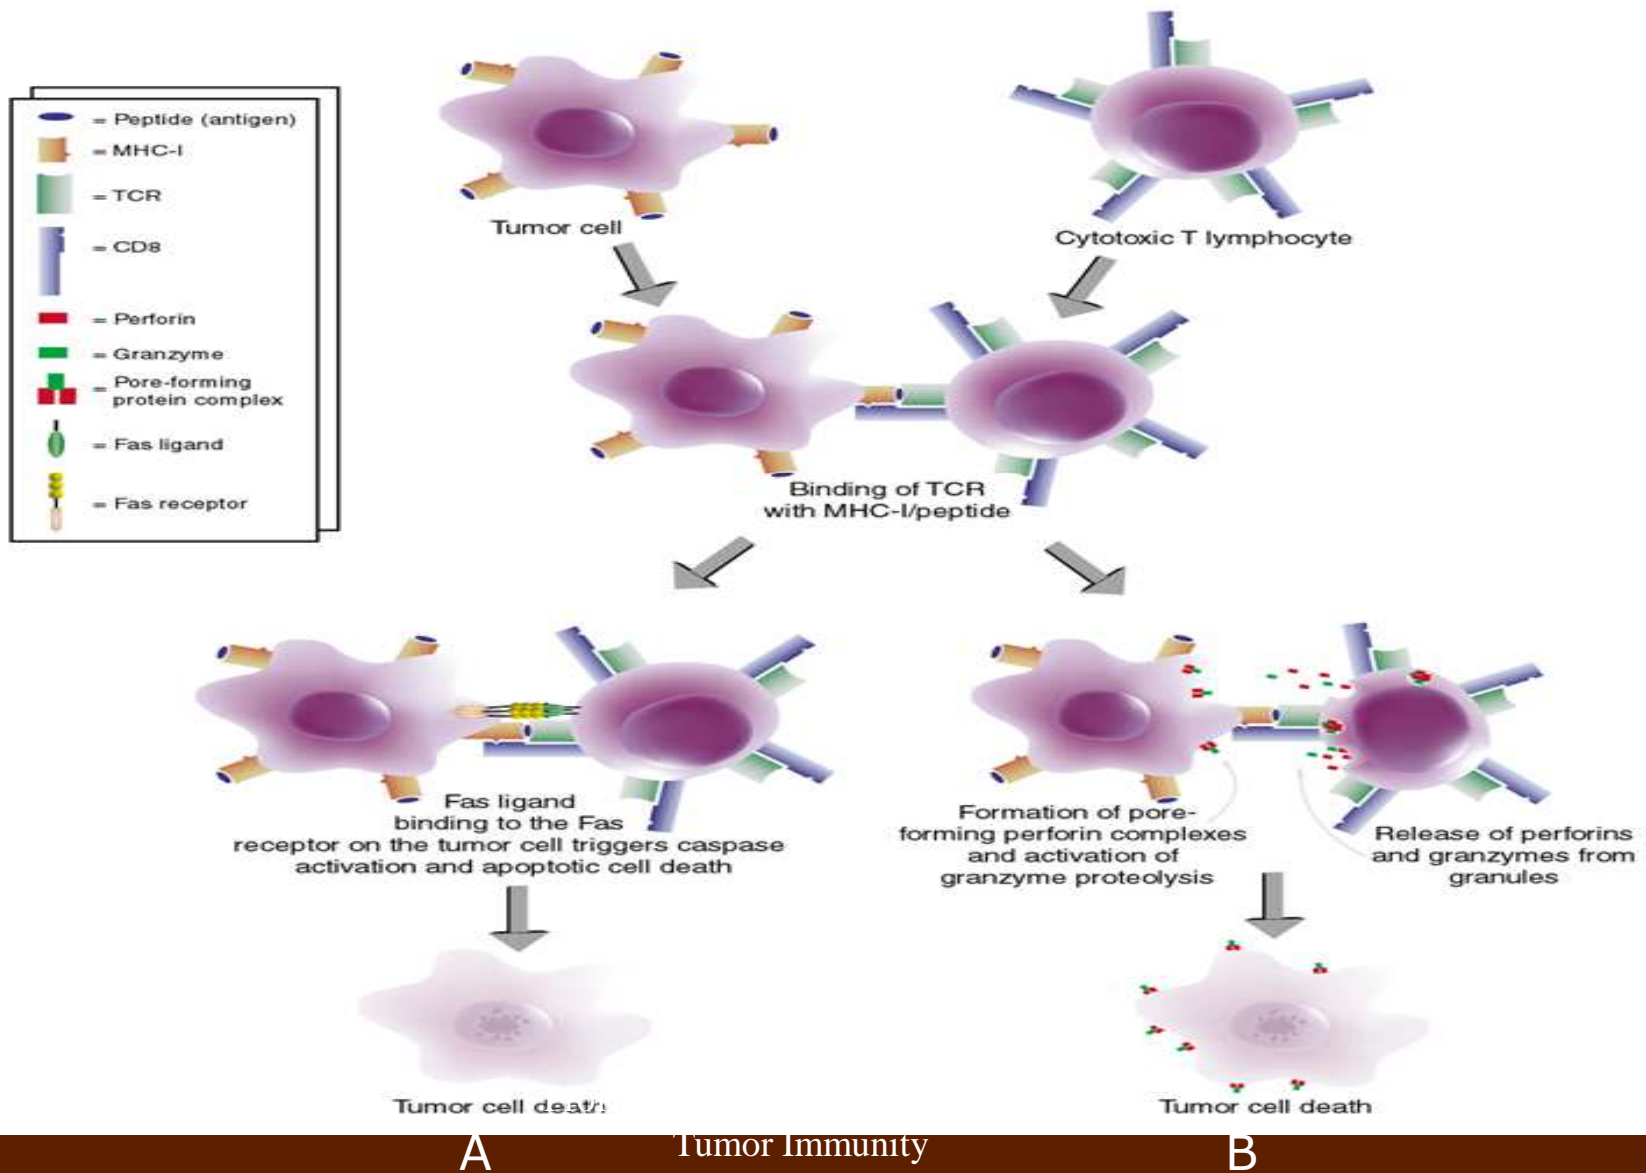 = Peptide (antigen)
= MHC-I
= TCR
= CD8
= Perforin
= Granzyme
= Pore-forming
protein complex
= Fas ligand
= Fas receptor
Tumor cell
Cytotoxic T lymphocyte
Binding of TCR
with MHC-I/peptide
Fas ligand
binding to the Fas
receptor on the tumor cell triggers caspase
activation and apoptotic cell death
Formation of pore-
forming perforin complexes
and activation of
granzyme proteolysis
Release of perforins
and granzymes from
granules
Tumor cell death
Tumor cell death
A
Tumor Immunity
B